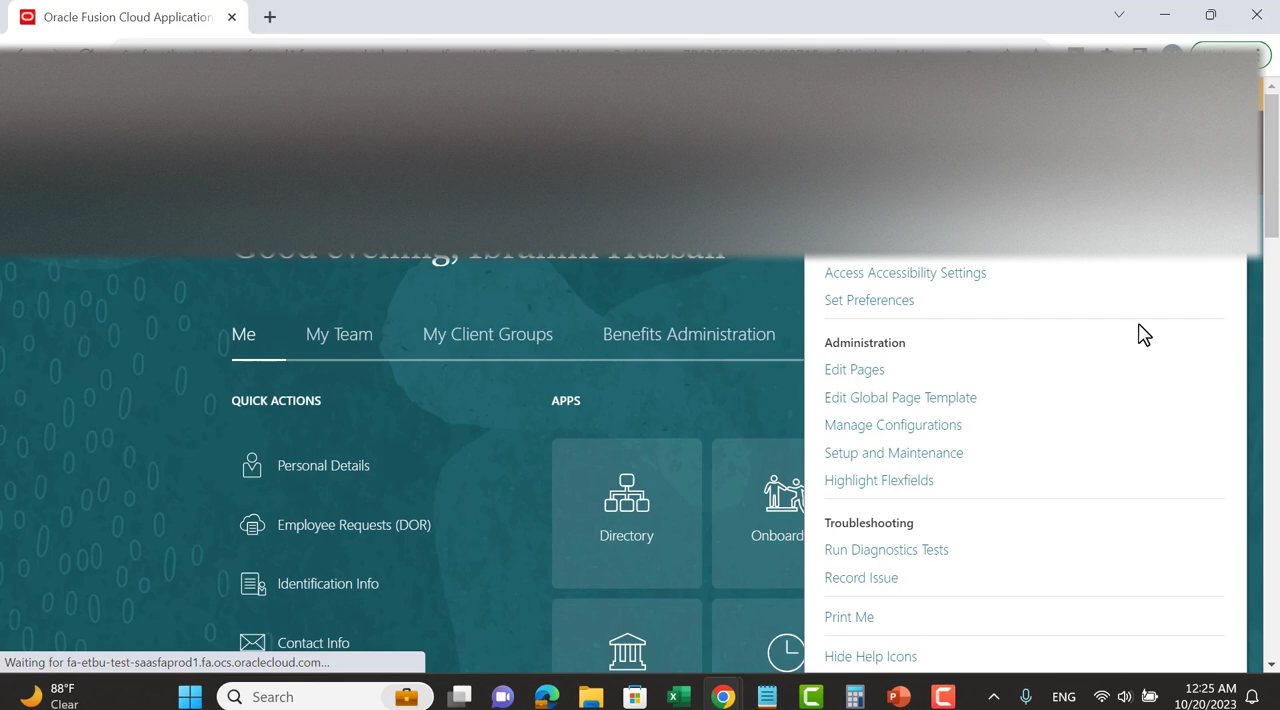 Oracle Fusion Cloud Application
Access Accessibility Settings
Set Preferences
Me
My Team
My Client Groups
Benefits Administration
Administration
Edit Pages
Edit Global Page Template
Manage Configurations
Setup and Maintenance
Highlight Flexfields
QUICK ACTIONS
APPS
Personal Details
Employee Requests (DOR)
Identification Info
Contact Info
Directory
Onboard
Troubleshooting
Run Diagnostics Tests
Record Issue
Print Me
Hide Help Icons
Waiting for fa-etbu-test-saasfaprod1.fa.ocs.oraclecloud.com...
88°F
Clear
Search
ENG
12:25 AM
10/20/2023